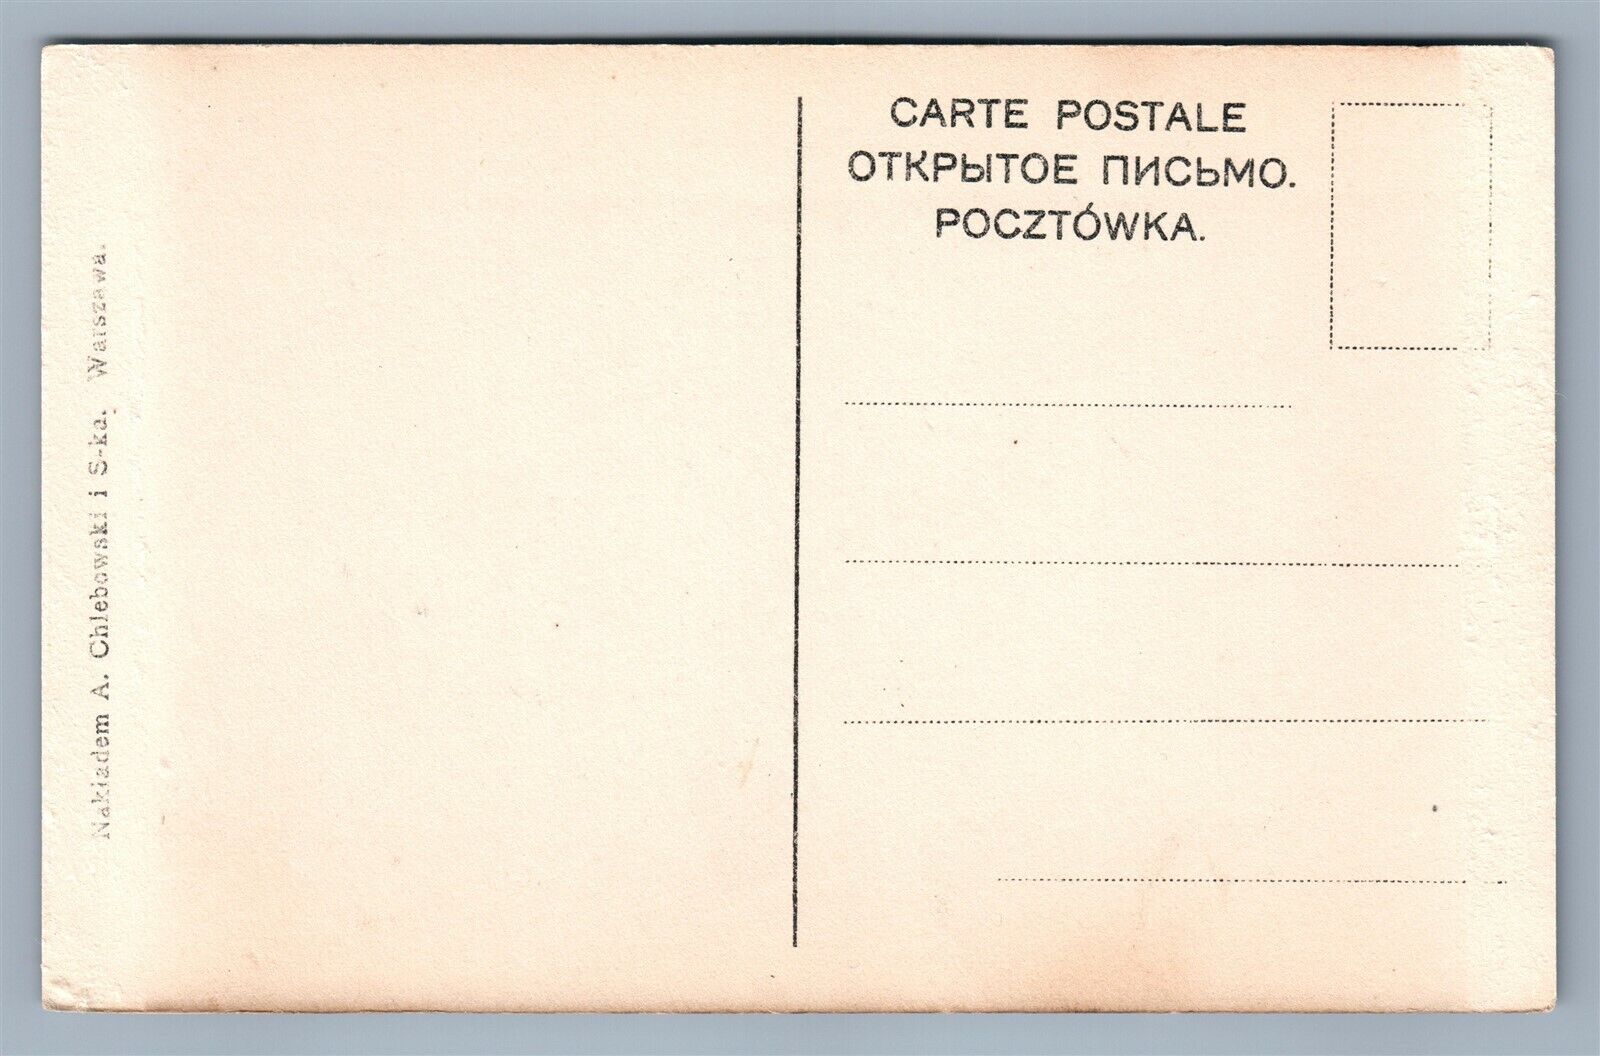 CARTE POSTALE
ОТКРЫТОЕ ПИСЬМО.
POCZTÓWKA.
Nakładem A. Chlebowski i S-ka. Warszawa.